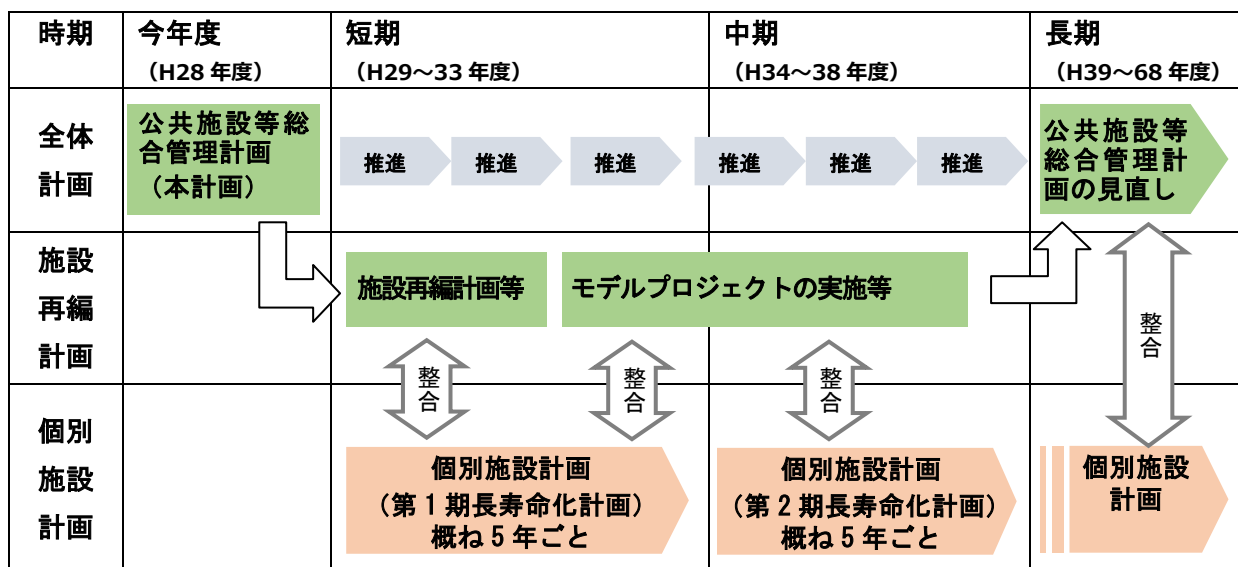 時期
今年度
（H28 年度）
短期
（H29～33 年度）
中期
（H34～38 年度）
長期
（H39～68 年度）
全体
計画
公共施設等総
合管理計画
（本計画）
推進
推進
推進
推進
推進
推進
公共施設等
総合管理計
画の見直し
施設
再編
計画
施設再編計画等
モデルプロジェクトの実施等
整合
整合
整合
整合
個別
施設
計画
個別施設計画
（第１期長寿命化計画）
概ね５年ごと
個別施設計画
（第２期長寿命化計画）
概ね５年ごと
個別施設
計画